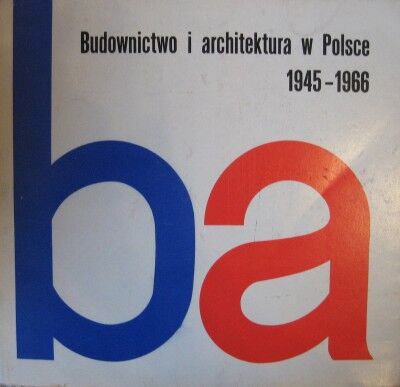 Budownictwo i architektura w Polsce
1945-1966
ba